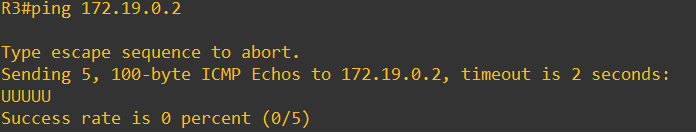 R3#ping 172.19.0.2
Type escape sequence to abort.
Sending 5, 100-byte ICMP Echos to 172.19.0.2, timeout is 2 seconds:
UUUUU
Success rate is 0 percent (0/5)